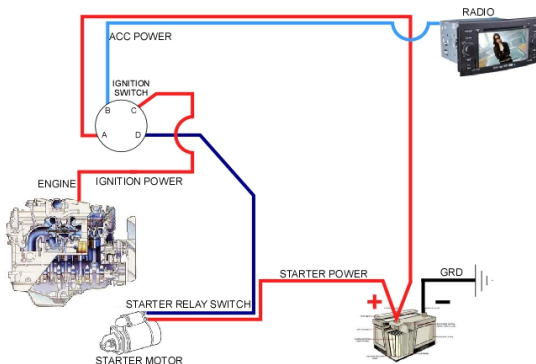 RADIO
ACC POWER
IGNITION
SWITCH
B
C
A
D
ENGINE
IGNITION POWER
STARTER POWER
GRD
STARTER RELAY SWITCH
+
−
STARTER MOTOR